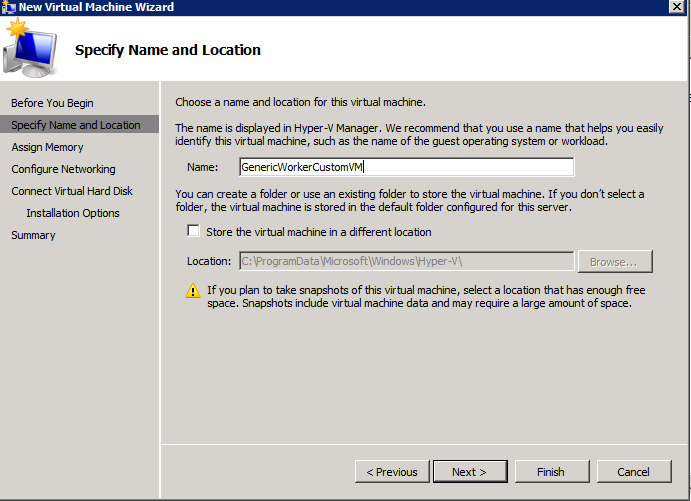 New Virtual Machine Wizard
Specify Name and Location
Before You Begin
Specify Name and Location
Assign Memory
Configure Networking
Connect Virtual Hard Disk
Installation Options
Summary
Choose a name and location for this virtual machine.
The name is displayed in Hyper-V Manager. We recommend that you use a name that helps you easily
identify this virtual machine, such as the name of the guest operating system or workload.
Name: GenericWorkerCustomVM
You can create a folder or use an existing folder to store the virtual machine. If you don't select a
folder, the virtual machine is stored in the default folder configured for this server.
Store the virtual machine in a different location
Location: C:\ProgramData\Microsoft\Windows\Hyper-V\ Browse...
If you plan to take snapshots of this virtual machine, select a location that has enough free
space. Snapshots include virtual machine data and may require a large amount of space.
< Previous Next > Finish Cancel